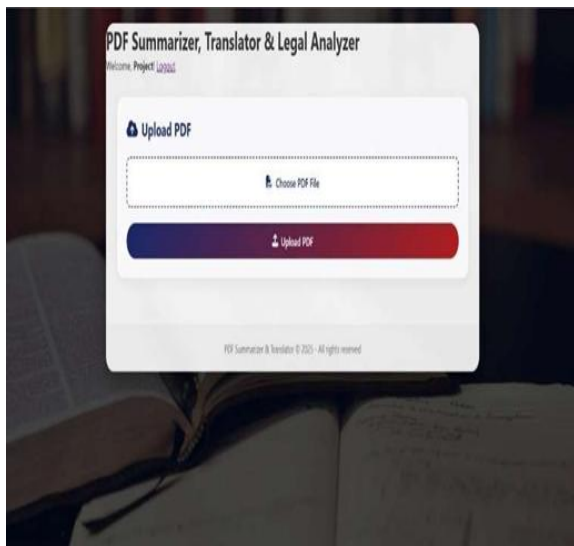 PDF Summarizer, Translator & Legal Analyzer
Welcome, Project! Logout
Upload PDF
Choose PDF File
Upload PDF
PDF Summarizer & Translator © 2025 - All rights reserved